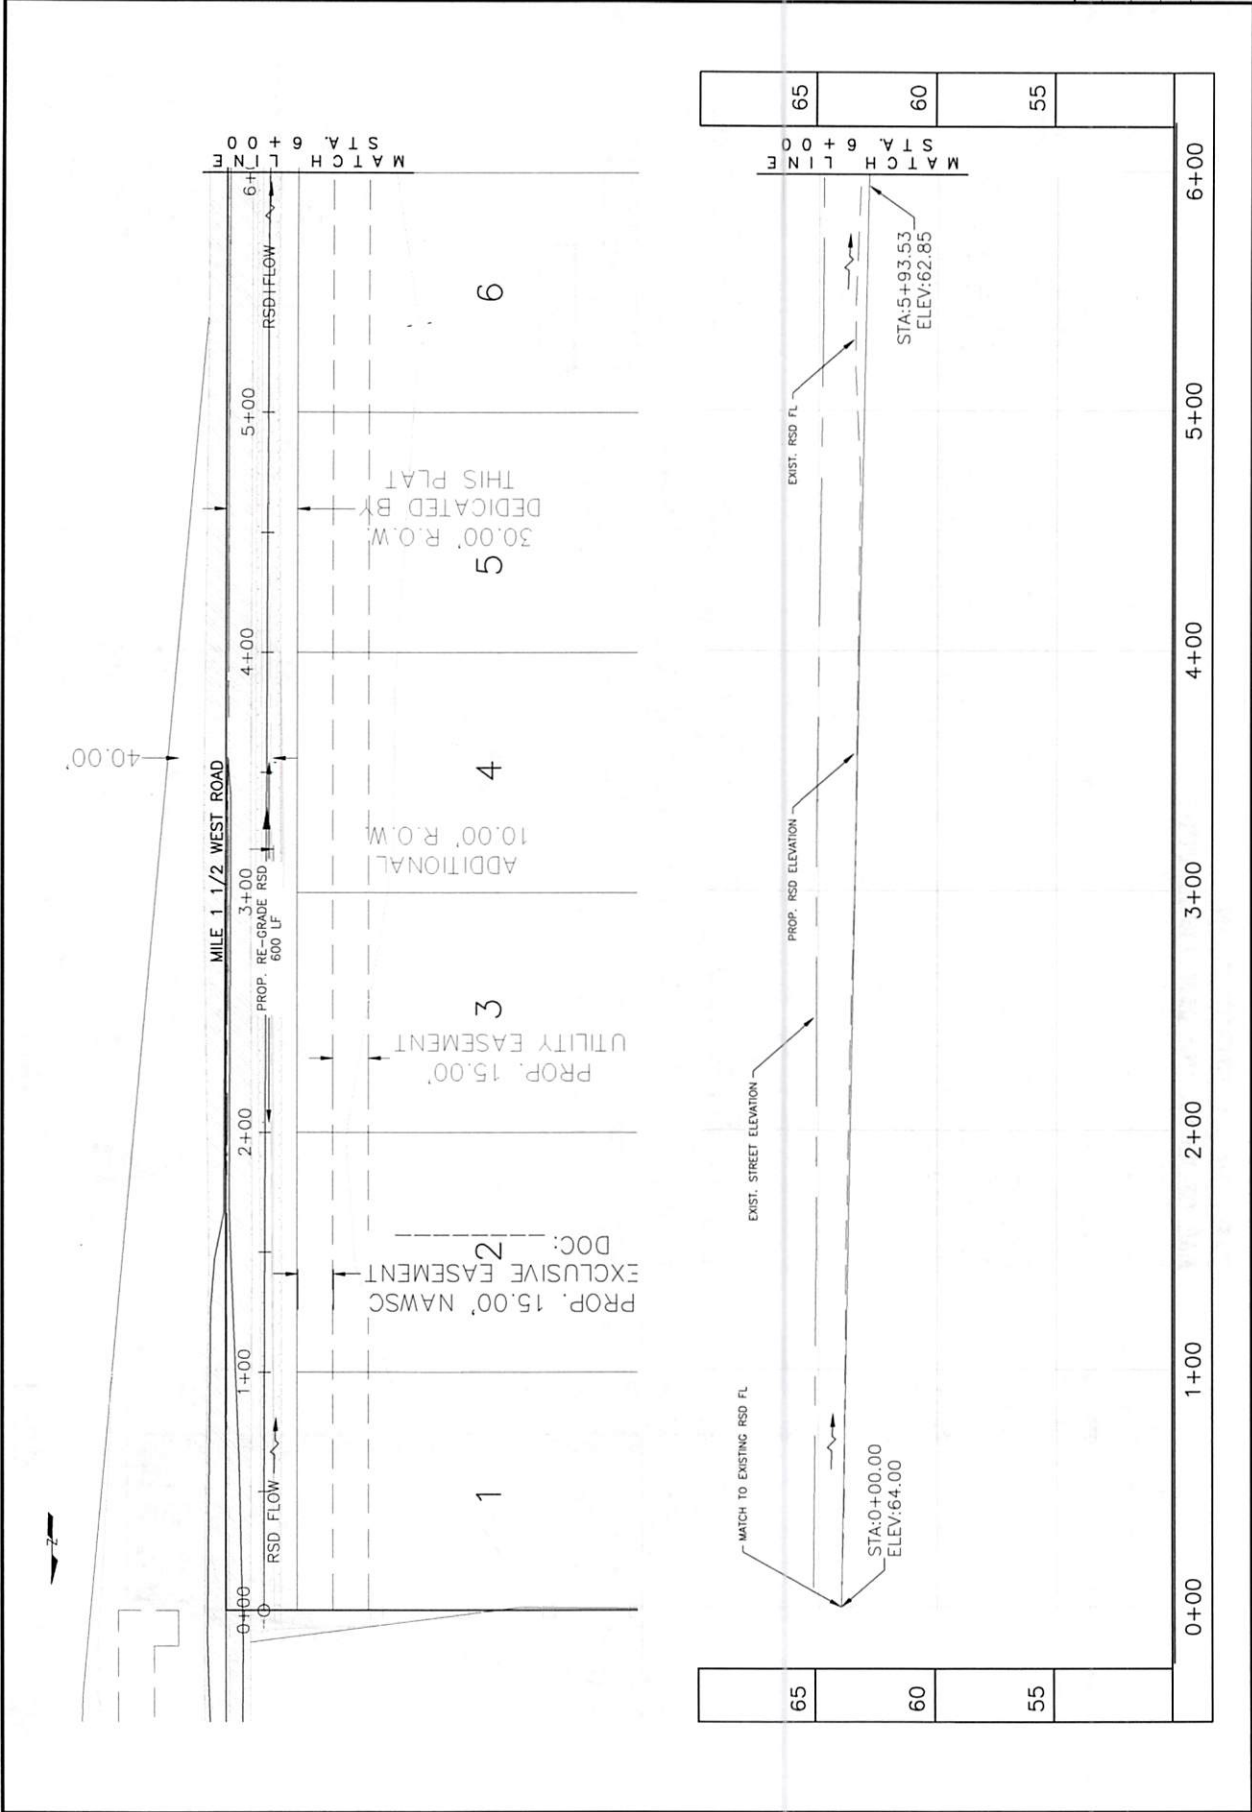 N
40.00'
MILE 1 1/2 WEST ROAD
0+00
1+00
2+00
3+00
4+00
5+00
6+
MATCH LINE
STA. 6+00
RSD FLOW
PROP. RE-GRADE RSD
600 LF
RSD FLOW
PROP. 15.00' NAWSC
EXCLUSIVE EASEMENT
DOC: __________
PROP. 15.00'
UTILITY EASEMENT
ADDITIONAL
10.00' R.O.W.
30.00' R.O.W.
DEDICATED BY
THIS PLAT
1
2
3
4
5
6
65
60
55
MATCH TO EXISTING RSD FL
STA:0+00.00
ELEV:64.00
EXIST. STREET ELEVATION
PROP. RSD ELEVATION
EXIST. RSD FL
STA:5+93.53
ELEV:62.85
MATCH LINE
STA. 6+00
65
60
55
0+00
1+00
2+00
3+00
4+00
5+00
6+00